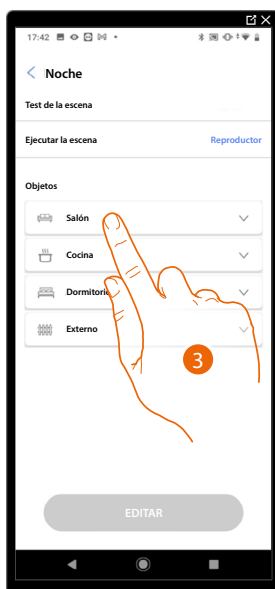 17:42
Noche
Test de la escena
Ejecutar la escena Reproductor
Objetos
Salón
Cocina
Dormitorio
Externo
3
EDITAR